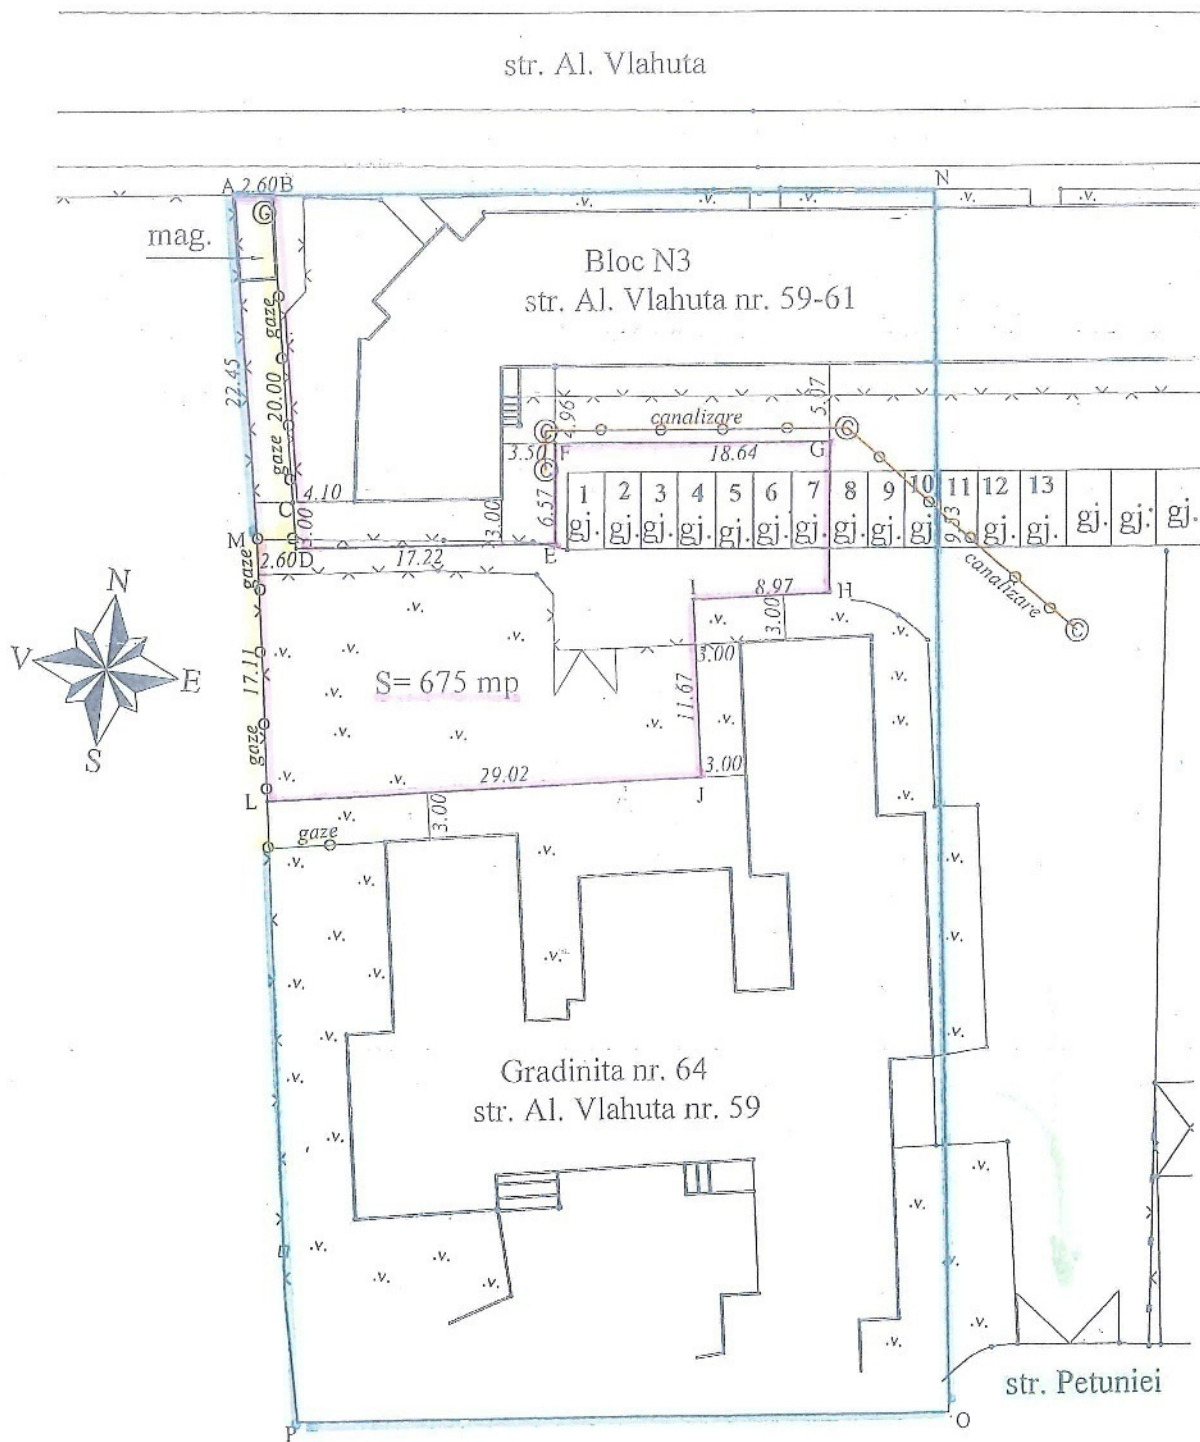 str. Al. Vlahuta
A 2.60 B
N
G
mag.
.v. .v. .v. .v. .v.
Bloc N3
str. Al. Vlahuta nr. 59-61
gaze
22.45
20.00
gaze
4.96
canalizare
5.07
C C
3.50 F
18.64 G
C
4.10
C
3.00
3.00
6.57
1 2 3 4 5 6 7 8 9 10 11 12 13
gj. gj. gj. gj. gj. gj. gj. gj. gj. gj. gj. gj. gj. gj. gj. gj.
9.53
M
2.60 D
17.22
E
canalizare
C
gaze
N
V
E
S
I
8.97
H
3.00
.v. .v. .v.
.v. .v. .v.
3.00
S= 675 mp
17.11
11.67
.v. .v. .v.
.v. .v. .v. .v.
gaze
29.02
3.00
.v. .v. .v.
L
J
.v.
3.00
gaze
.v. .v. .v. .v.
.v. .v.
.v. .v.
.v. .v.
Gradinita nr. 64
str. Al. Vlahuta nr. 59
.v.
.v. .v.
.v.
.v. .v.
.v. .v.
.v.
.v.
str. Petuniei
P
O